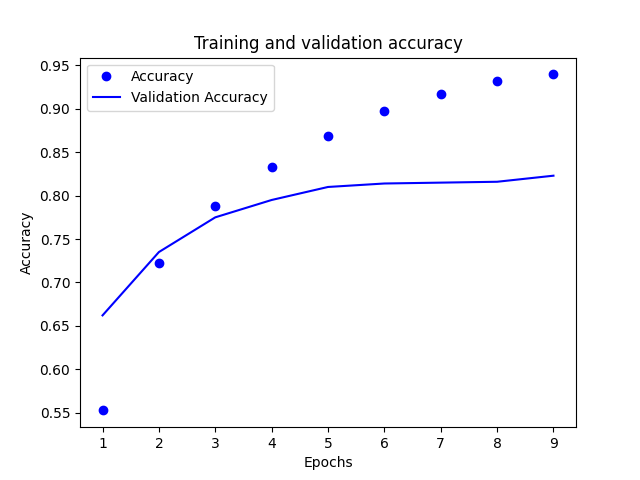 Training and validation accuracy
Accuracy
Validation Accuracy
0.95
0.90
0.85
0.80
0.75
0.70
0.65
0.60
0.55
Accuracy
1 2 3 4 5 6 7 8 9
Epochs